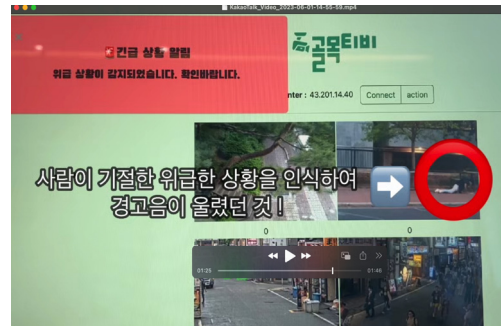 KakaoTalk_Video_2023-06-01-14-55-59.mp4
🚨긴급 상황 알림
위급 상황이 감지되었습니다. 확인바랍니다.
골목티비
nter : 43.201.14.40 Connect action
사람이 기절한 위급한 상황을 인식하여
경고음이 울렸던 것 !
0 0
01:25 01:46